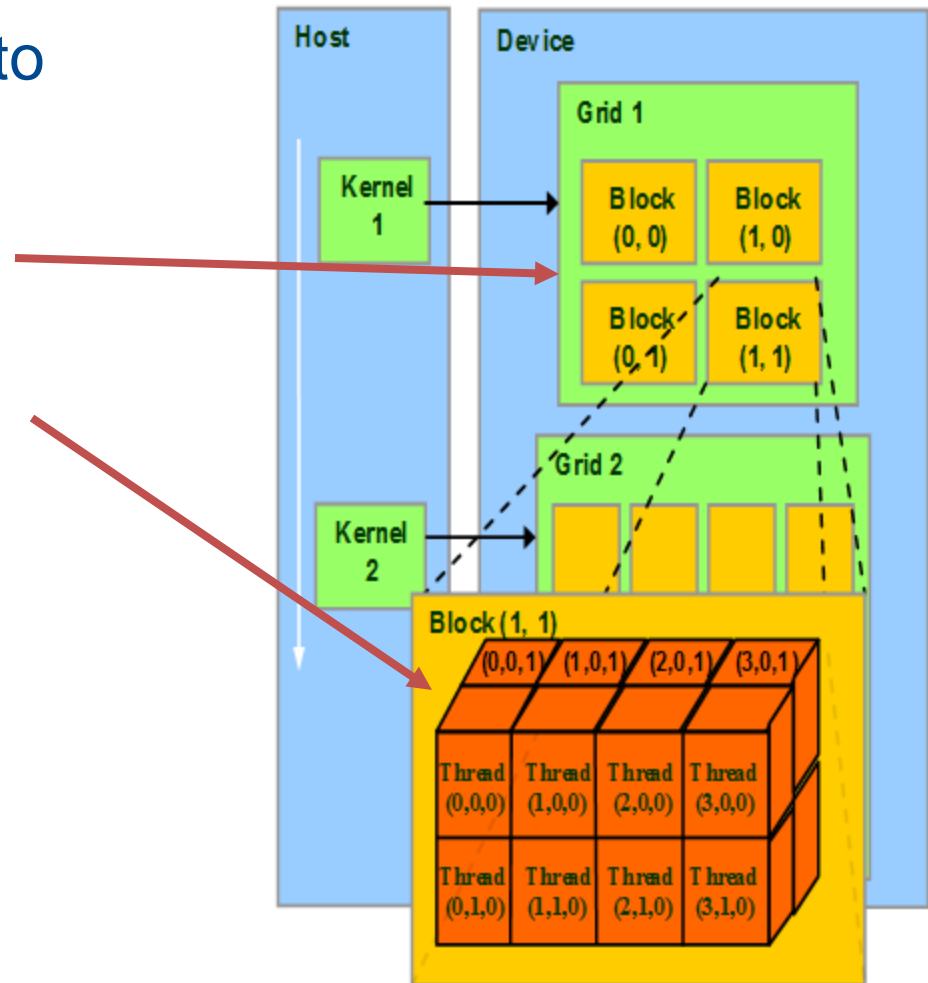 to
Host
Device
Grid 1
Kernel
1
Block
(0, 0)
Block
(1, 0)
Block
(0, 1)
Block
(1, 1)
Grid 2
Kernel
2
Block (1, 1)
(0,0,1) (1,0,1) (2,0,1) (3,0,1)
Thread
(0,0,0)
Thread
(1,0,0)
Thread
(2,0,0)
Thread
(3,0,0)
Thread
(0,1,0)
Thread
(1,1,0)
Thread
(2,1,0)
Thread
(3,1,0)